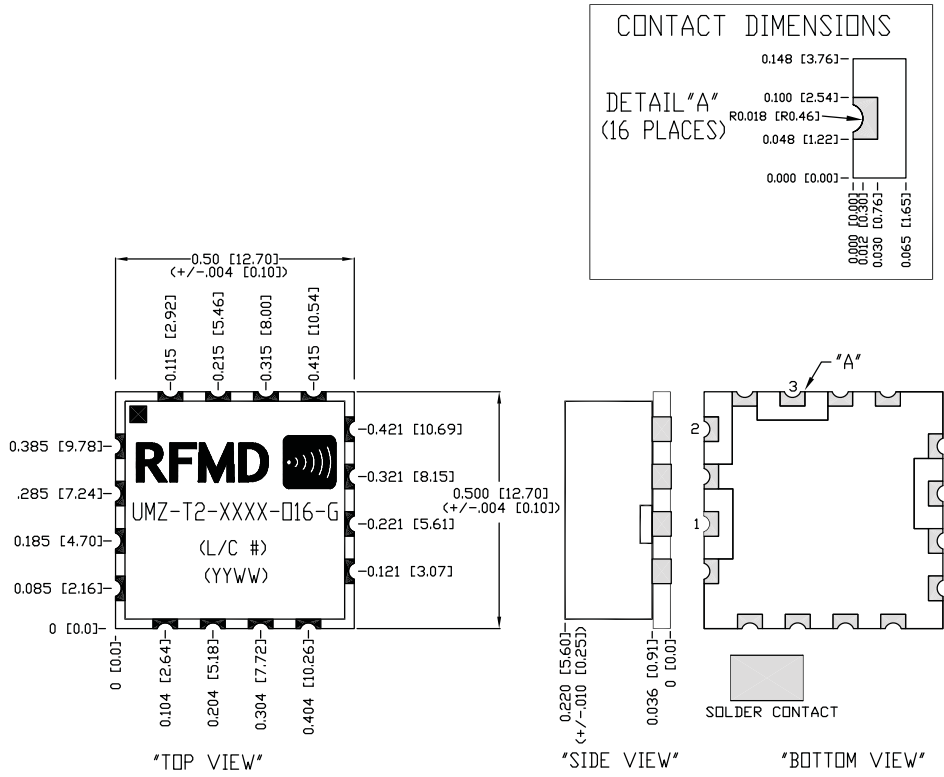 CONTACT DIMENSIONS
0.148 [3.76]
DETAIL"A"
(16 PLACES)
0.100 [2.54]
R0.018 [R0.46]
0.048 [1.22]
0.000 [0.00]
0.000 [0.00]
0.012 [0.30]
0.030 [0.76]
0.065 [1.65]
0.50 [12.70]
(+/-.004 [0.10])
0.115 [2.92]
0.215 [5.46]
0.315 [8.00]
0.415 [10.54]
0.385 [9.78]
.285 [7.24]
0.185 [4.70]
0.085 [2.16]
0 [0.0]
RFMD
UMZ-T2-XXXX-O16-G
(L/C #)
(YYWW)
0.421 [10.69]
0.321 [8.15]
0.221 [5.61]
0.121 [3.07]
0.500 [12.70]
(+/-.004 [0.10])
0 [0.0]
0.104 [2.64]
0.204 [5.18]
0.304 [7.72]
0.404 [10.26]
"TOP VIEW"
0.220 [5.60]
(+/-.010 [0.25])
0.036 [0.91]
0 [0.0]
"SIDE VIEW"
"A"
3
2
1
SOLDER CONTACT
"BOTTOM VIEW"